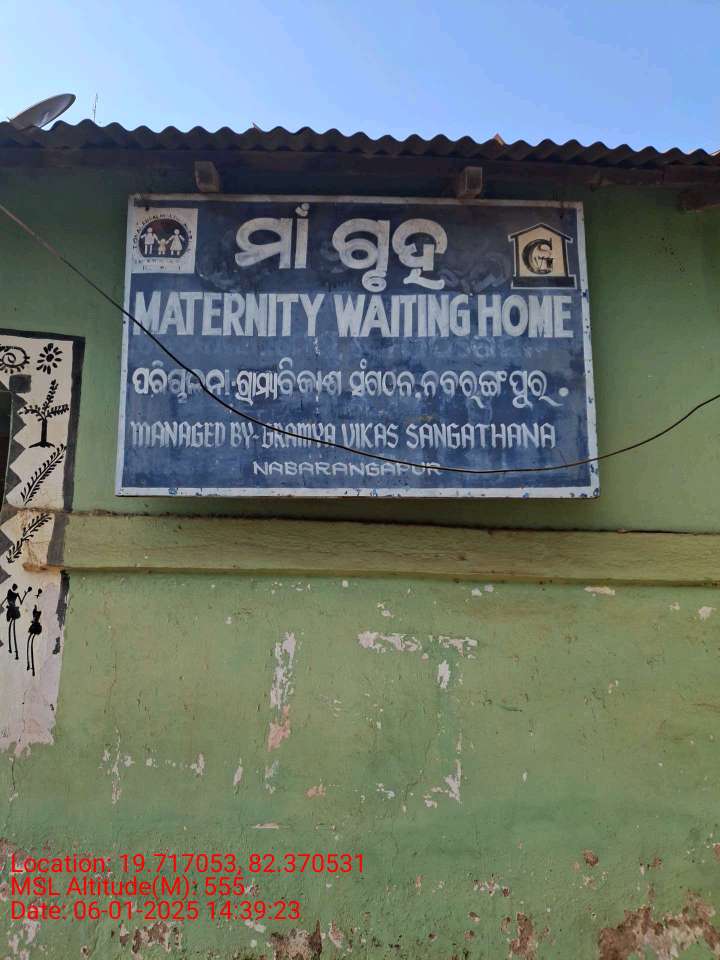 ମାଁ ଗୃହ
MATERNITY WAITING HOME
ପରିଚାଳନା-ଗ୍ରାମ୍ୟବିକାଶ ସଂଗଠନ, ନବରଙ୍ଗପୁର.
MANAGED BY- GRAMYA VIKAS SANGATHANA
NABARANGAPUR
Location: 19.717053, 82.370531
MSL Altitude(M): 555
Date: 06-01-2025 14:39:23